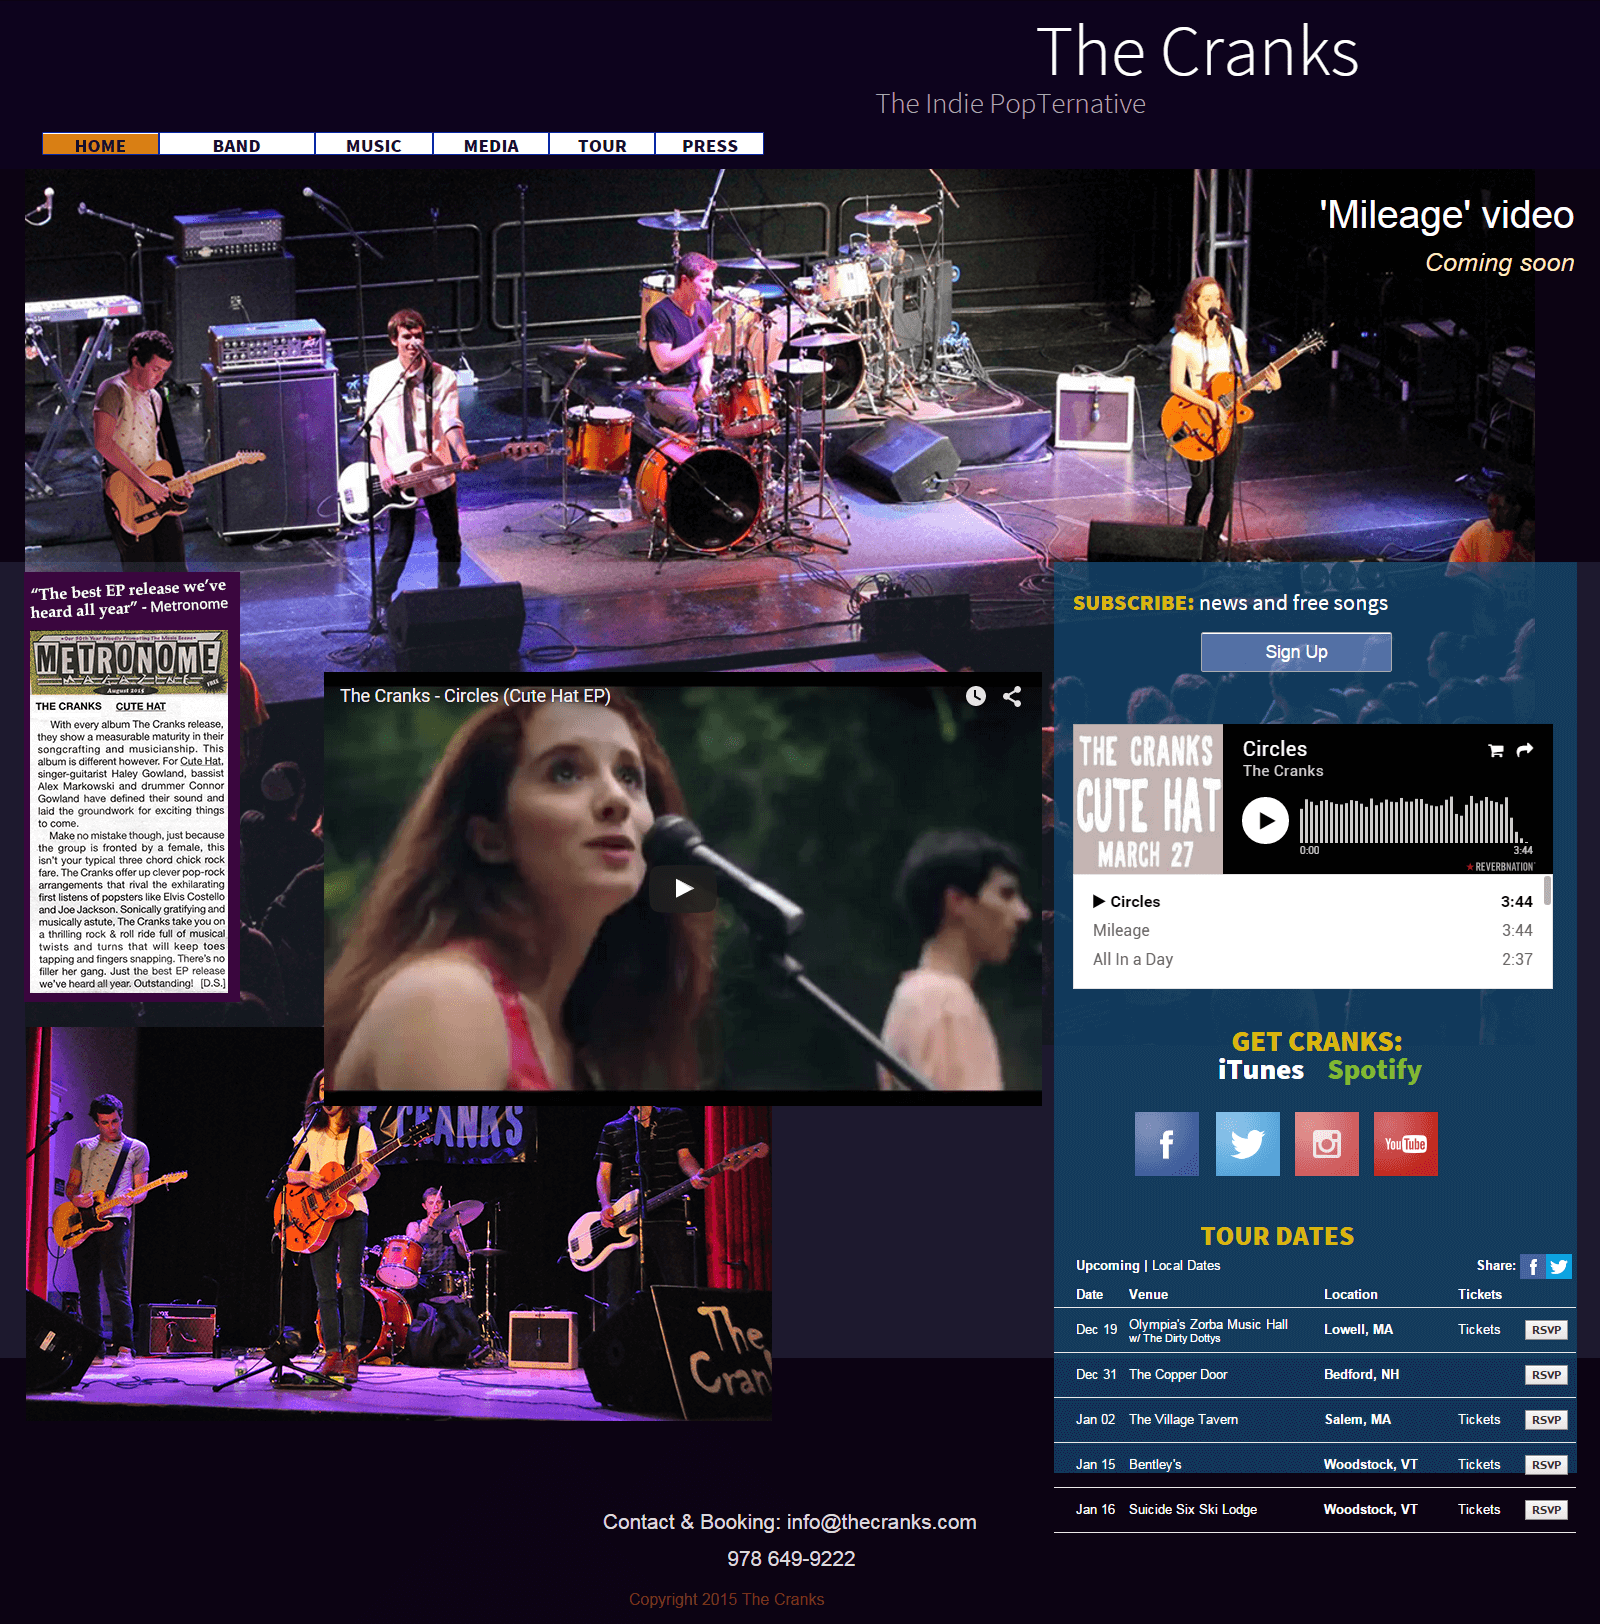 The Cranks
The Indie PopTernative
HOME
BAND
MUSIC
MEDIA
TOUR
PRESS
'Mileage' video
Coming soon
“The best EP release we’ve
heard all year” - Metronome
Our 30th Year Proudly Promoting The Music Scene
METRONOME
MAGAZINE
August 2015
FREE
THE CRANKS CUTE HAT
With every album The Cranks release,
they show a measurable maturity in their
songcrafting and musicianship. This
album is different however. For Cute Hat,
singer-guitarist Haley Gowland, bassist
Alex Markowski and drummer Connor
Gowland have defined their sound and
laid the groundwork for exciting things
to come.
Make no mistake though, just because
the group is fronted by a female, this
isn't your typical three chord chick rock
fare. The Cranks offer up clever pop-rock
arrangements that rival the exhilarating
first listens of popsters like Elvis Costello
and Joe Jackson. Sonically gratifying and
musically astute, The Cranks take you on
a thrilling rock & roll ride full of musical
twists and turns that will keep toes
tapping and fingers snapping. There's no
filler her gang. Just the best EP release
we've heard all year. Outstanding! [D.S.]
The Cranks - Circles (Cute Hat EP)
CRANKS
The
Cran
SUBSCRIBE: news and free songs
Sign Up
THE CRANKS
CUTE HAT
MARCH 27
Circles
The Cranks
0:00 3:44
REVERBNATION
Circles 3:44
Mileage 3:44
All In a Day 2:37
GET CRANKS:
iTunes Spotify
f
You Tube
TOUR DATES
Upcoming | Local Dates Share: f
Date Venue Location Tickets
Dec 19 Olympia's Zorba Music Hall Lowell, MA Tickets RSVP
w/ The Dirty Dottys
Dec 31 The Copper Door Bedford, NH RSVP
Jan 02 The Village Tavern Salem, MA Tickets RSVP
Jan 15 Bentley's Woodstock, VT Tickets RSVP
Jan 16 Suicide Six Ski Lodge Woodstock, VT Tickets RSVP
Contact & Booking: info@thecranks.com
978 649-9222
Copyright 2015 The Cranks